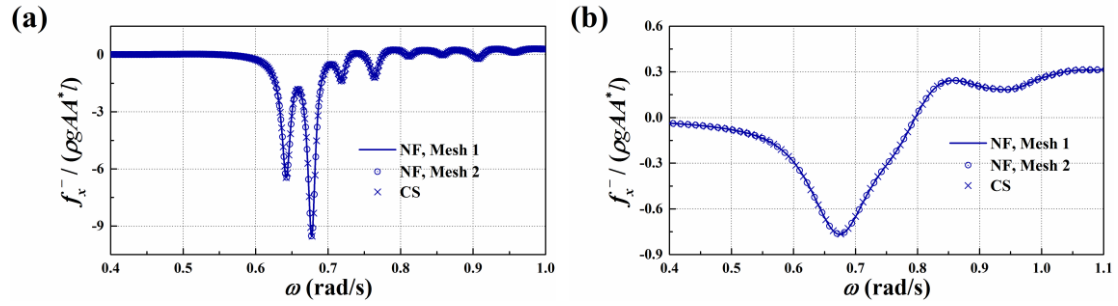 (a)
0
-3
-6
-9
f_x^- / (ρgAA^*l)
NF, Mesh 1
NF, Mesh 2
CS
0.4 0.5 0.6 0.7 0.8 0.9 1.0
ω (rad/s)
(b)
0.6
0.3
0.0
-0.3
-0.6
-0.9
f_x^- / (ρgAA^*l)
NF, Mesh 1
NF, Mesh 2
CS
0.4 0.5 0.6 0.7 0.8 0.9 1.0 1.1
ω (rad/s)